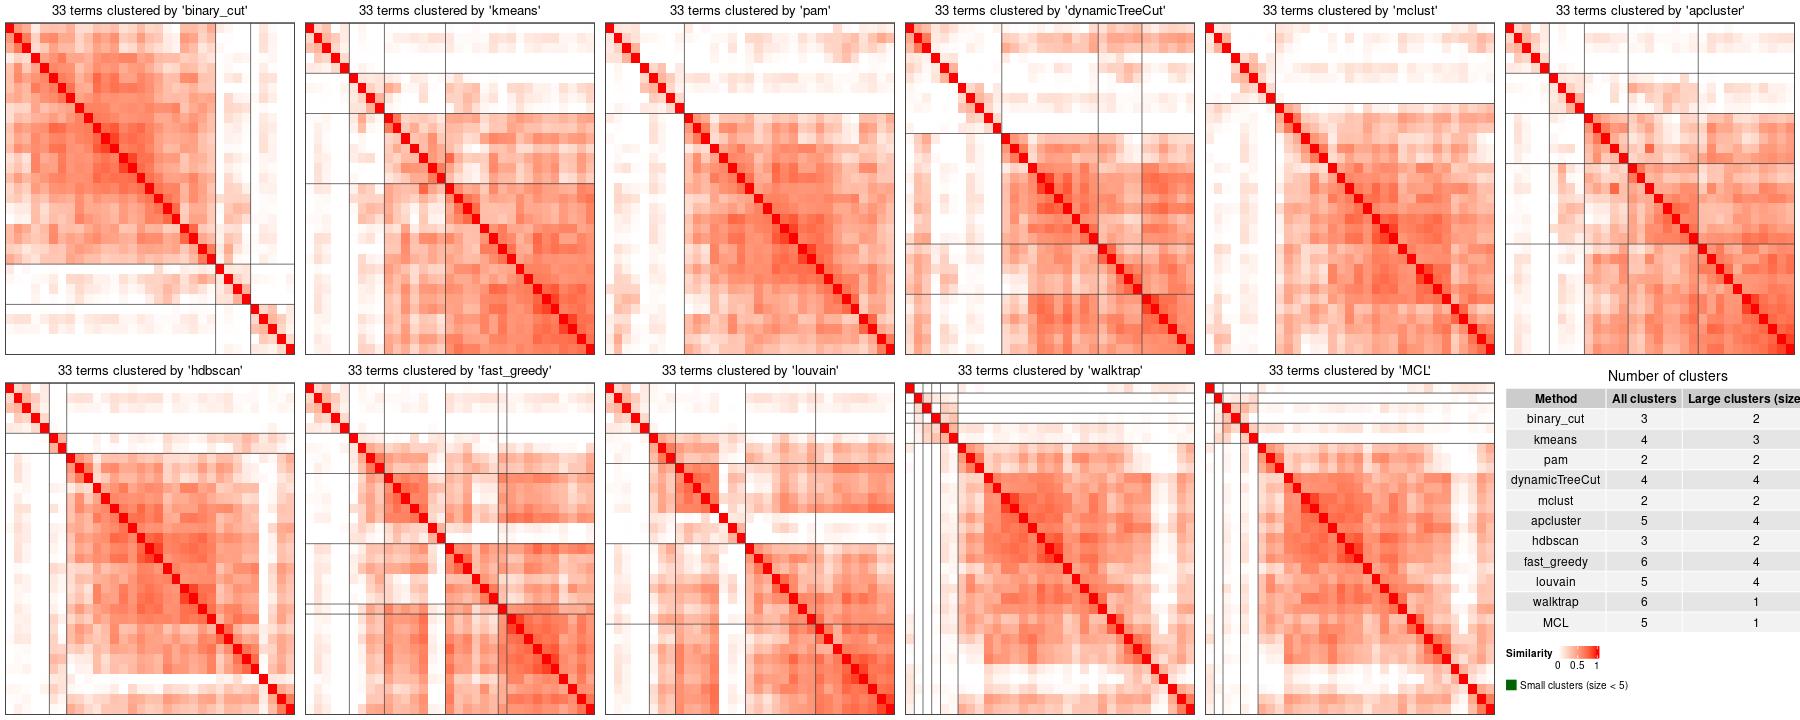 33 terms clustered by 'binary_cut'
33 terms clustered by 'kmeans'
33 terms clustered by 'pam'
33 terms clustered by 'dynamicTreeCut'
33 terms clustered by 'mclust'
33 terms clustered by 'apcluster'
33 terms clustered by 'hdbscan'
33 terms clustered by 'fast_greedy'
33 terms clustered by 'louvain'
33 terms clustered by 'walktrap'
33 terms clustered by 'MCL'
Number of clusters
Method All clusters Large clusters (size
binary_cut 3 2
kmeans 4 3
pam 2 2
dynamicTreeCut 4 4
mclust 2 2
apcluster 5 4
hdbscan 3 2
fast_greedy 6 4
louvain 5 4
walktrap 6 1
MCL 5 1
Similarity
0 0.5 1
Small clusters (size < 5)